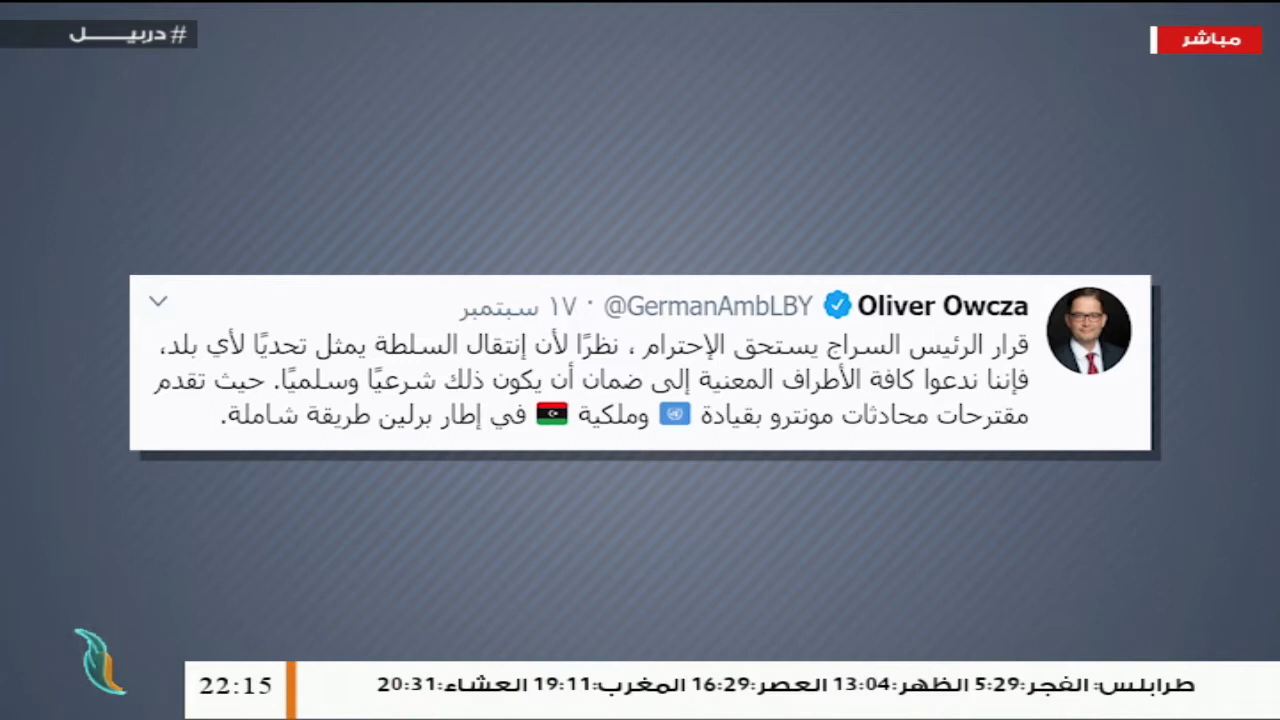 #دربيـــل
مباشر
Oliver Owcza @GermanAmbLBY · ١٧ سبتمبر
قرار الرئيس السراج يستحق الإحترام ، نظرًا لأن إنتقال السلطة يمثل تحديًا لأي بلد،
فإننا ندعوا كافة الأطراف المعنية إلى ضمان أن يكون ذلك شرعيًا وسلميًا. حيث تقدم
مقترحات محادثات مونترو بقيادة 🇺🇳 وملكية 🇱🇾 في إطار برلين طريقة شاملة.
22:15
طرابلس: الفجر:5:29 الظهر:13:04 العصر:16:29 المغرب:19:11 العشاء:20:31